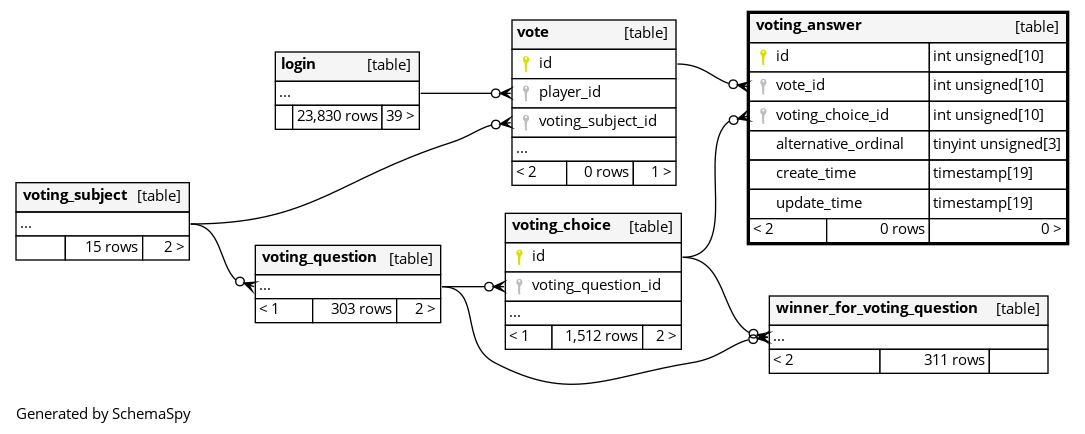 login [table]
...
23,830 rows 39 >
vote [table]
id
player_id
voting_subject_id
...
< 2 0 rows 1 >
voting_answer [table]
id int unsigned[10]
vote_id int unsigned[10]
voting_choice_id int unsigned[10]
alternative_ordinal tinyint unsigned[3]
create_time timestamp[19]
update_time timestamp[19]
< 2 0 rows 0 >
voting_subject [table]
...
15 rows 2 >
voting_question [table]
...
< 1 303 rows 2 >
voting_choice [table]
id
voting_question_id
...
< 1 1,512 rows 2 >
winner_for_voting_question [table]
...
< 2 311 rows
Generated by SchemaSpy